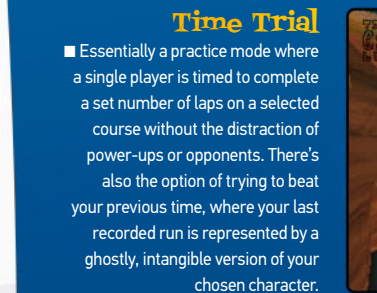 Time Trial
■ Essentially a practice mode where
a single player is timed to complete
a set number of laps on a selected
course without the distraction of
power-ups or opponents. There's
also the option of trying to beat
your previous time, where your last
recorded run is represented by a
ghostly, intangible version of your
chosen character.